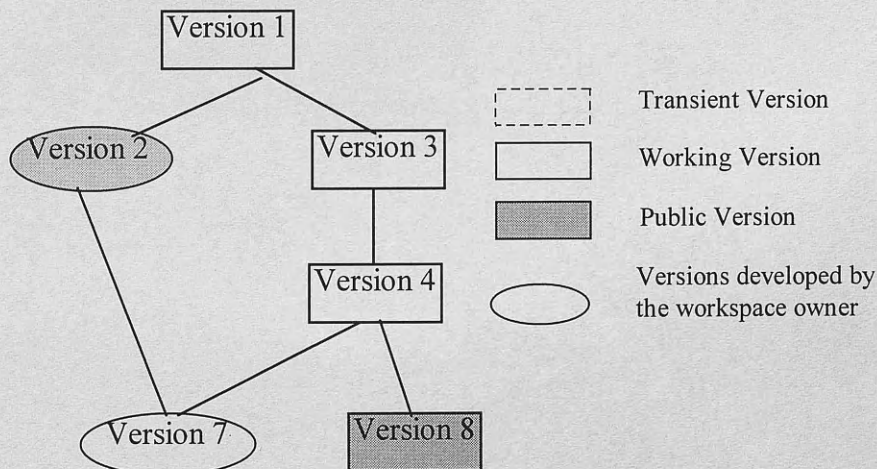 Version 1
Version 2
Version 3
Version 4
Version 7
Version 8
Transient Version
Working Version
Public Version
Versions developed by
the workspace owner